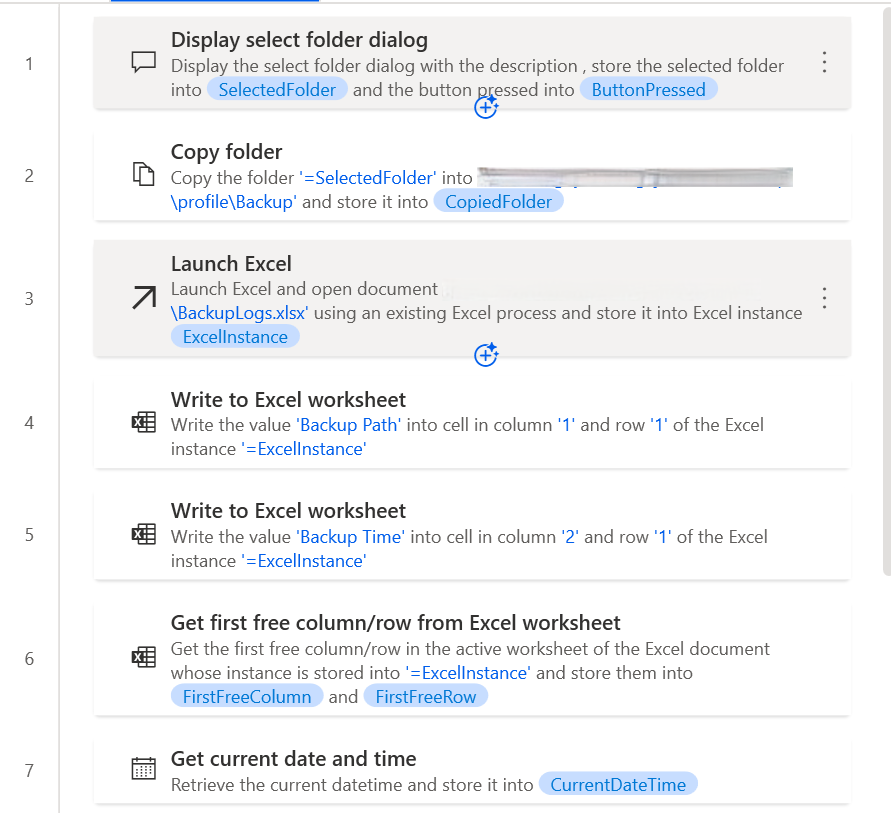 1
Display select folder dialog
Display the select folder dialog with the description , store the selected folder
into SelectedFolder and the button pressed into ButtonPressed
2
Copy folder
Copy the folder '=SelectedFolder' into
\profile\Backup' and store it into CopiedFolder
3
Launch Excel
Launch Excel and open document
\BackupLogs.xlsx' using an existing Excel process and store it into Excel instance
ExcelInstance
4
Write to Excel worksheet
Write the value 'Backup Path' into cell in column '1' and row '1' of the Excel
instance '=ExcelInstance'
5
Write to Excel worksheet
Write the value 'Backup Time' into cell in column '2' and row '1' of the Excel
instance '=ExcelInstance'
6
Get first free column/row from Excel worksheet
Get the first free column/row in the active worksheet of the Excel document
whose instance is stored into '=ExcelInstance' and store them into
FirstFreeColumn and FirstFreeRow
7
Get current date and time
Retrieve the current datetime and store it into CurrentDateTime